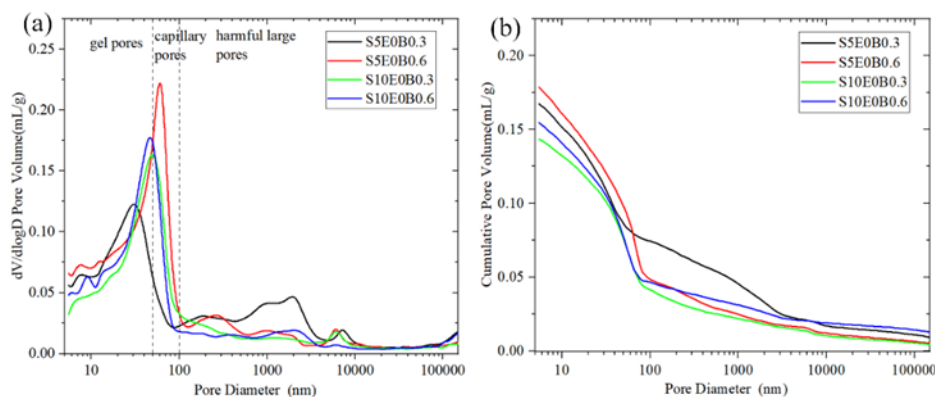 (a)
gel pores
capillary harmful large
pores pores
S5E0B0.3
S5E0B0.6
S10E0B0.3
S10E0B0.6
dV/dlogD Pore Volume(mL/g)
0.25
0.20
0.15
0.10
0.05
0.00
10 100 1000 10000 100000
Pore Diameter (nm)
(b)
S5E0B0.3
S5E0B0.6
S10E0B0.3
S10E0B0.6
Cumulative Pore Volume(mL/g)
0.20
0.15
0.10
0.05
0.00
10 100 1000 10000 100000
Pore Diameter (nm)